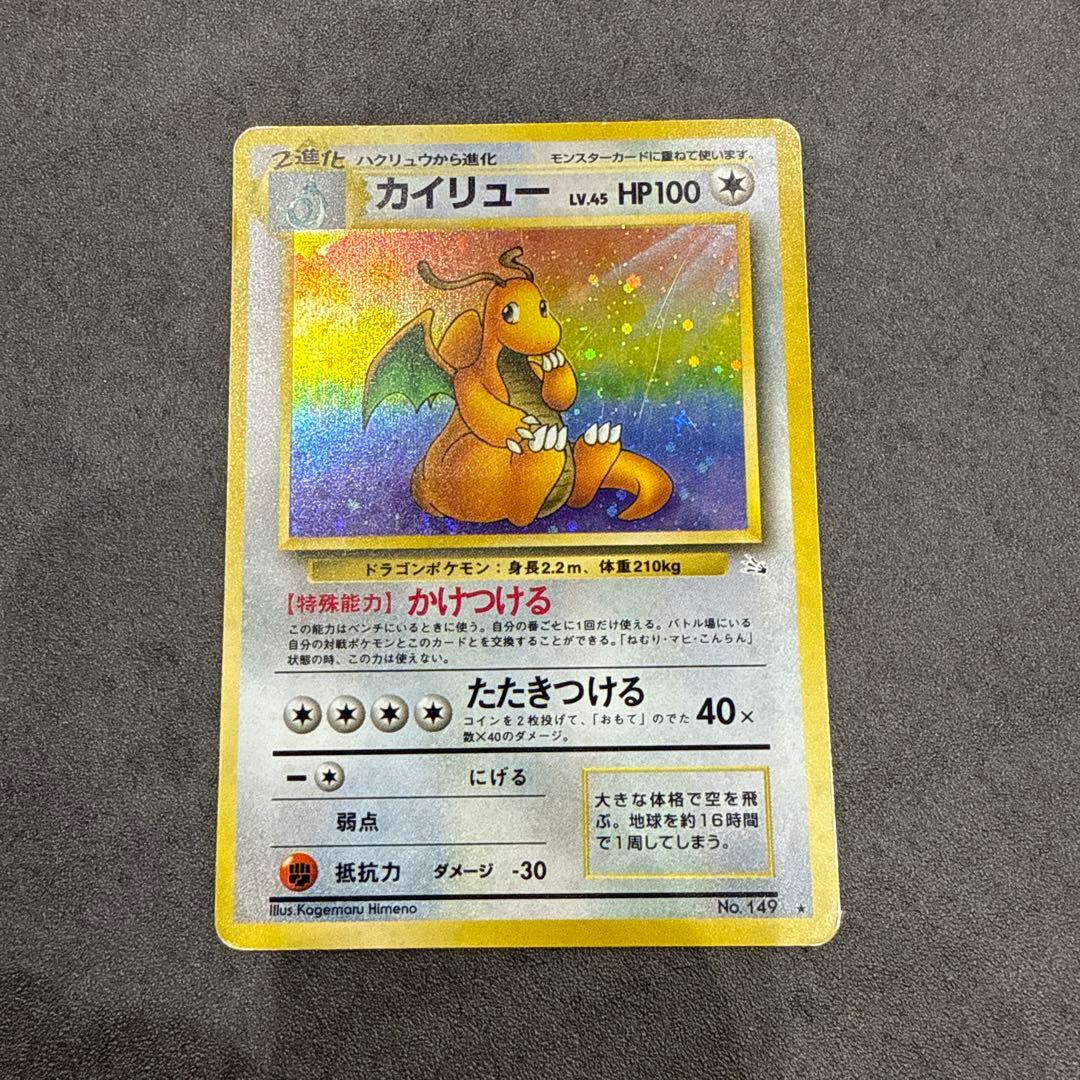 2進化 ハクリュウから進化 モンスターカードに重ねて使います。
カイリュー LV.45 HP100
ドラゴンポケモン：身長2.2m、体重210kg
【特殊能力】 かけつける
この能力はベンチにいるときに使う。自分の番ごとに1回だけ使える。バトル場にいる
自分の対戦ポケモンとこのカードとを交換することができる。「ねむり・マヒ・こんらん」
状態の時、この力は使えない。
たたきつける
コインを2枚投げて、「おもて」のでた
数×40のダメージ。
40×
にげる
弱点
抵抗力 ダメージ -30
大きな体格で空を飛
ぶ。地球を約16時間
で1周してしまう。
Illus.Kagemaru Himeno
No. 149 ★